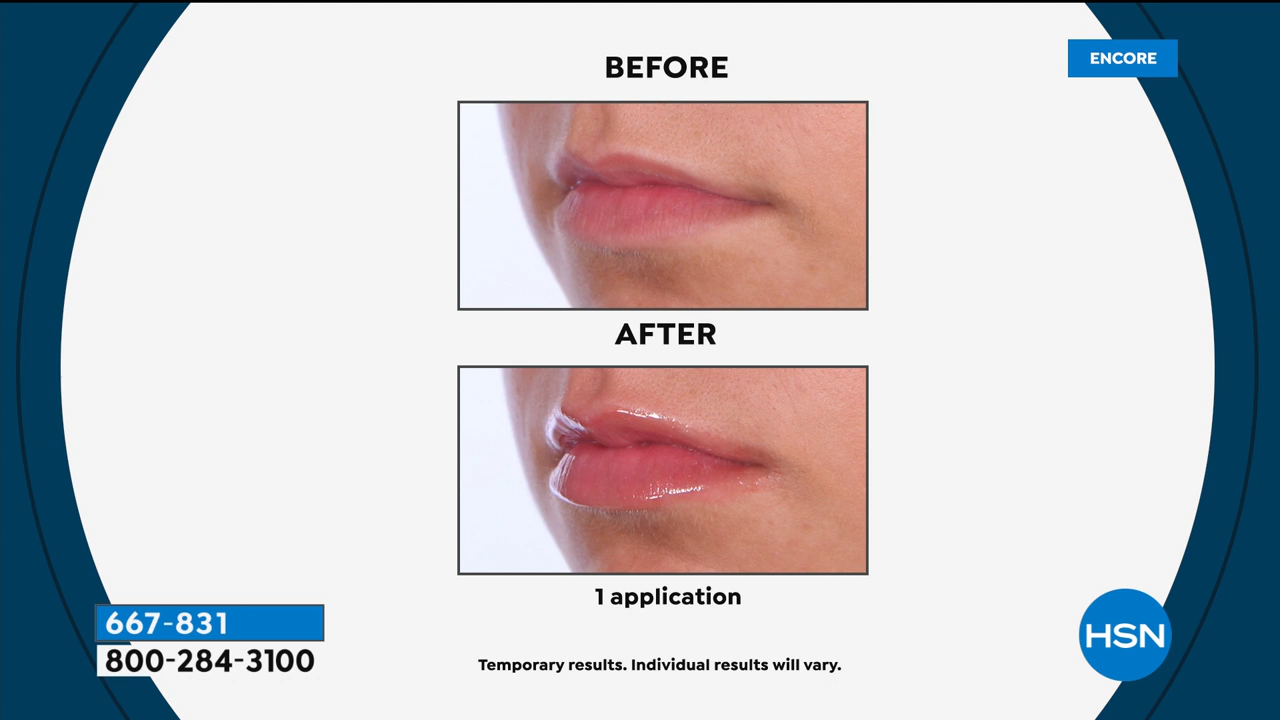 BEFORE
ENCORE
AFTER
1 application
667-831
800-284-3100
HSN
Temporary results. Individual results will vary.